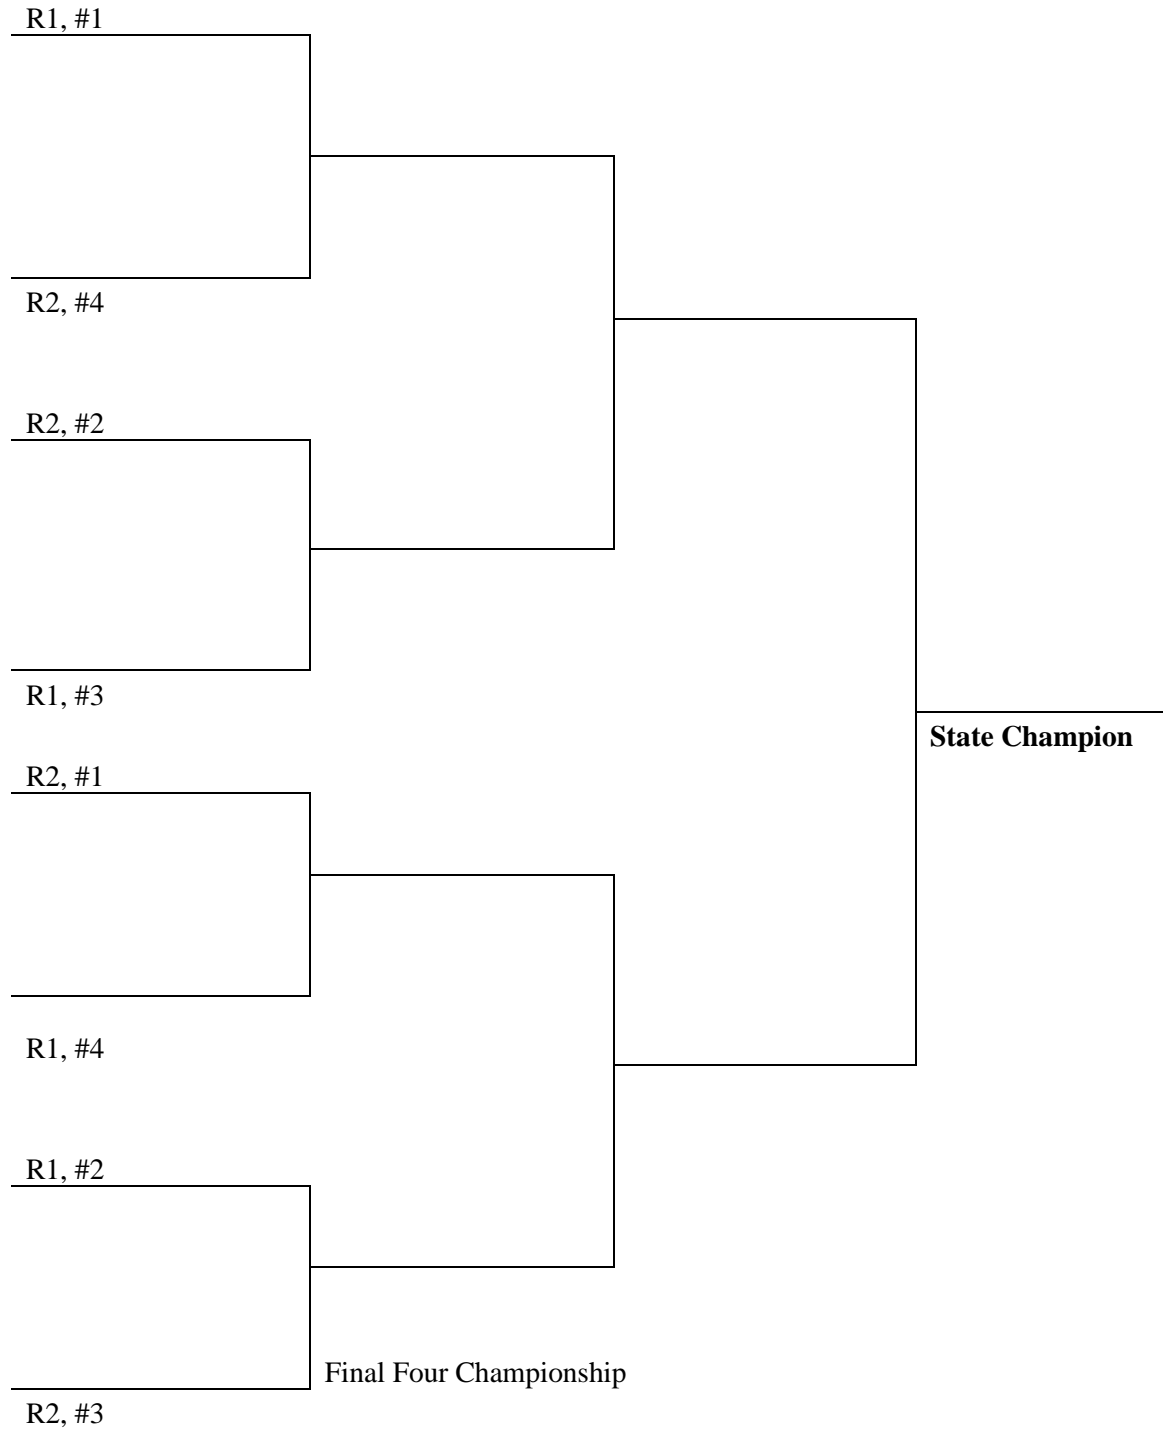 R1, #1
R2, #4
R2, #2
R1, #3
State Champion
R2, #1
R1, #4
R1, #2
Final Four Championship
R2, #3